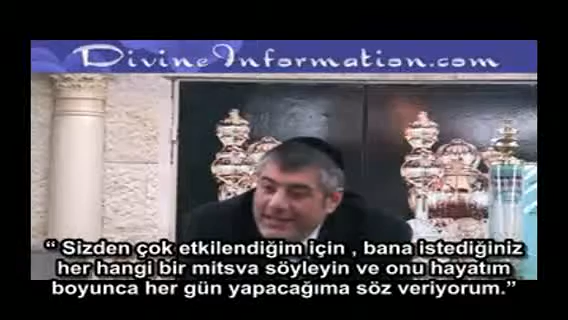 DivineInformation.com
“ Sizden çok etkilendiğim için , bana istediğiniz
her hangi bir mitsva söyleyin ve onu hayatım
boyunca her gün yapacağıma söz veriyorum.”